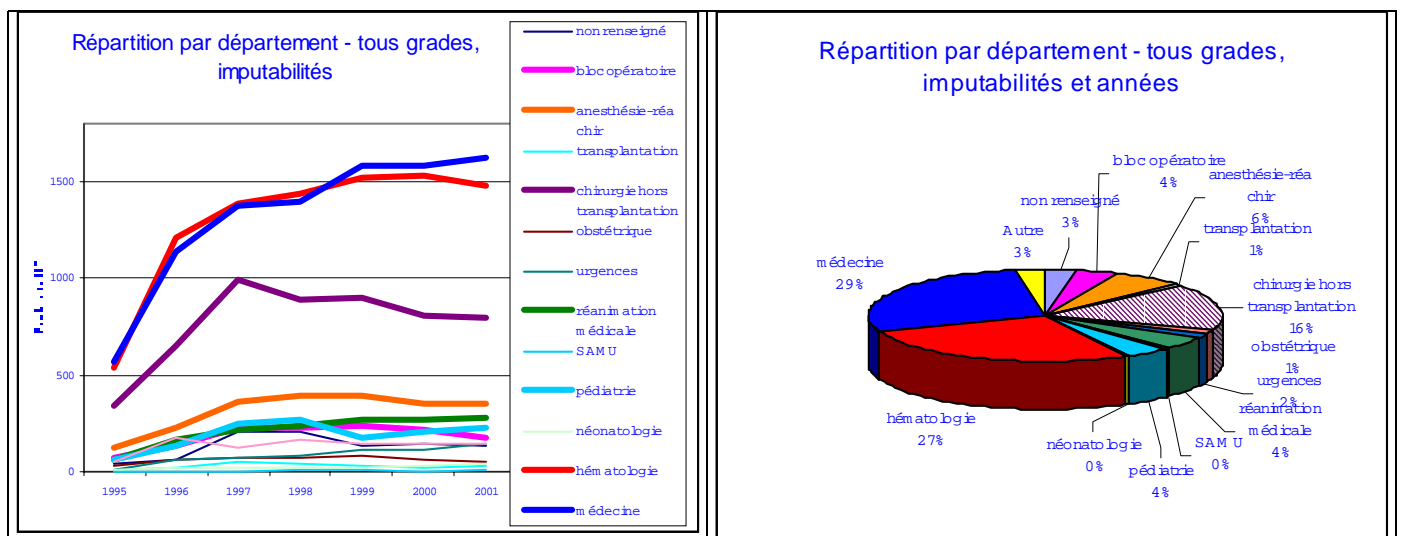 Répartition par département - tous grades,
imputabilités
1500
1000
500
0
1995 1996 1997 1998 1999 2000 2001
non renseigné
bloc opératoire
anesthésie-réa
chir
transplantation
chirurgie hors
transplantation
obstétrique
urgences
réanimation
médicale
SAMU
pédiatrie
néonatologie
hématologie
médecine
Répartition par département - tous grades,
imputabilités et années
bloc opératoire
4%
anesthésie-réa
chir
6%
non renseigné
3%
transplantation
1%
Autre
3%
médecine
29%
chirurgie hors
transplantation
16%
obstétrique
1%
urgences
2%
réanimation
médicale
4%
SAMU
0%
pédiatrie
4%
néonatologie
0%
hématologie
27%